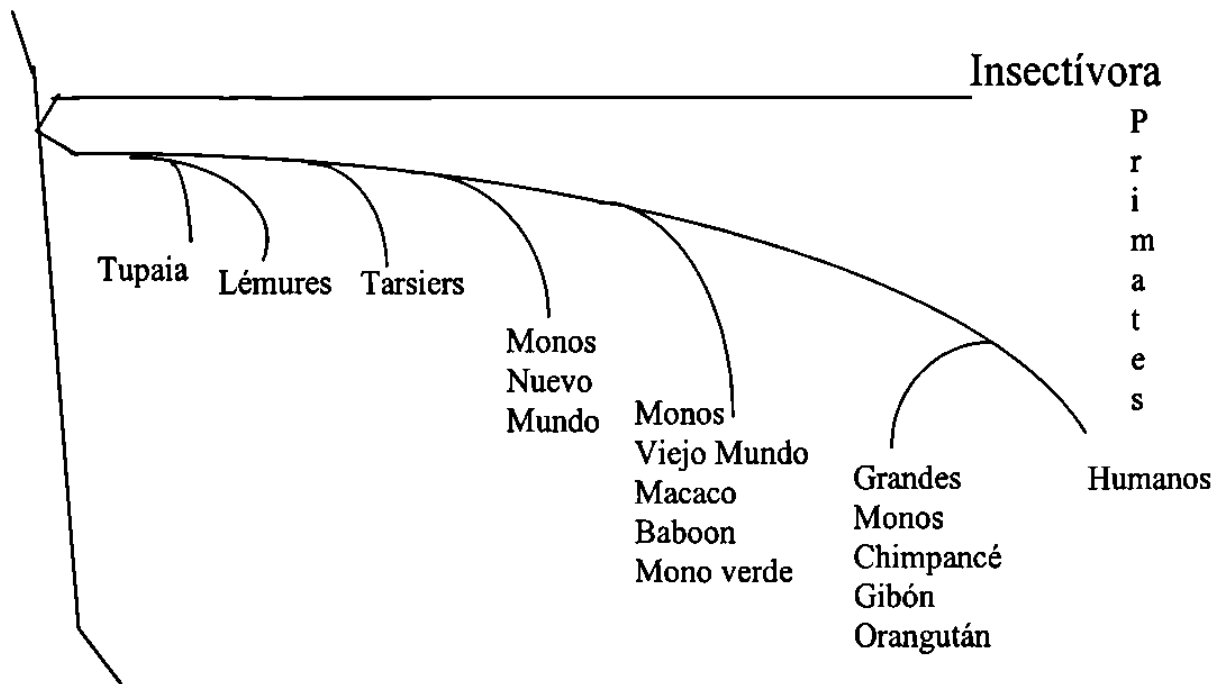 Insectívora
P
r
i
m
a
t
e
s
Tupaia
Lémures
Tarsiers
Monos
Nuevo
Mundo
Monos
Viejo Mundo
Macaco
Baboon
Mono verde
Grandes
Monos
Chimpancé
Gibón
Orangután
Humanos